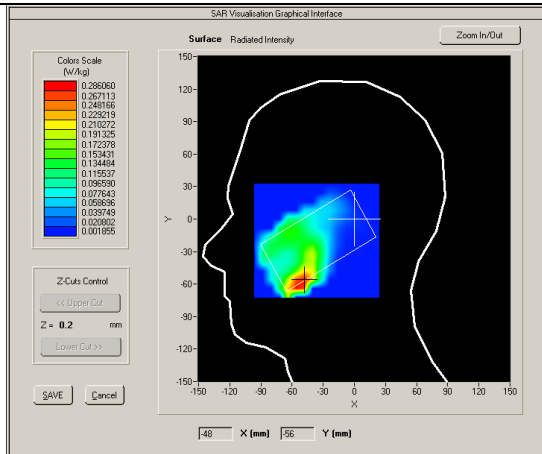 SAR Visualisation Graphical Interface
Surface Radiated Intensity
Zoom In/Out
Colors Scale
(W/kg)
0.286060
0.267113
0.248166
0.229219
0.210272
0.191325
0.172378
0.153431
0.134484
0.115537
0.096590
0.077643
0.058696
0.039749
0.020802
0.001855
Z-Cuts Control
<< Upper Cut
Z = 0.2 mm
Lower Cut >>
SAVE
Cancel
150
120
90
60
30
0
-30
-60
-90
-120
-150
Y
-150 -120 -90 -60 -30 0 30 60 90 120 150
X
-48 X (mm) -56 Y (mm)